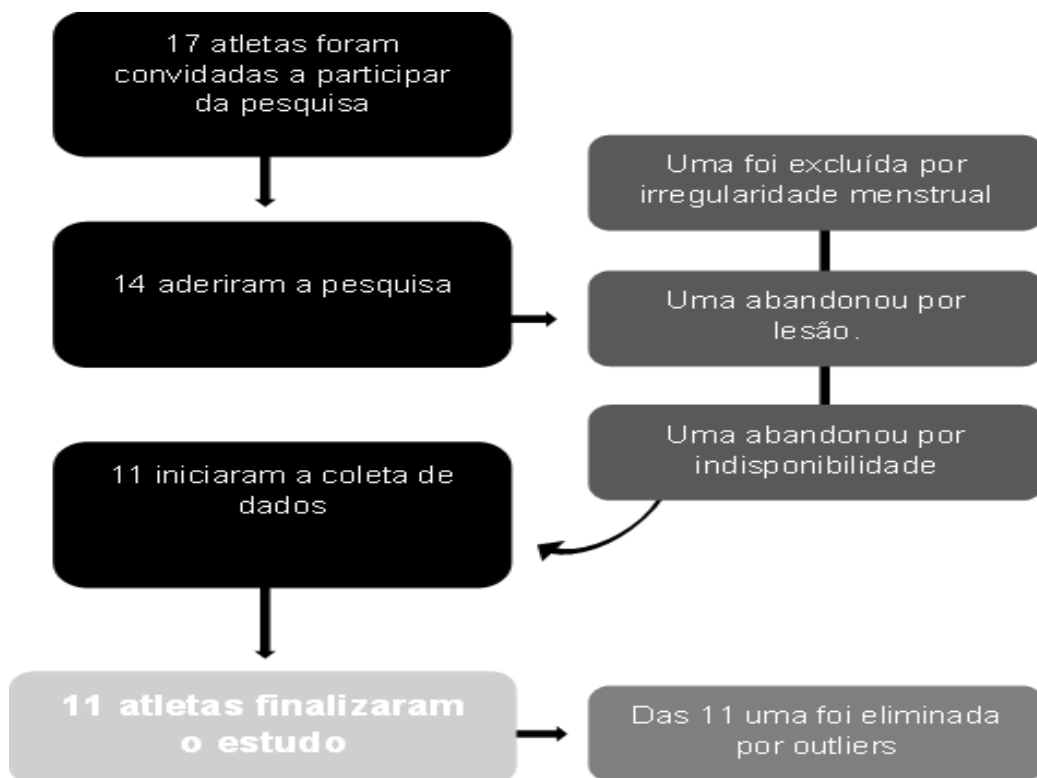 17 atletas foram
convidadas a participar
da pesquisa
14 aderiram a pesquisa
Uma foi excluída por
irregularidade menstrual
Uma abandonou por
lesão.
Uma abandonou por
indisponibilidade
11 iniciaram a coleta de
dados
11 atletas finalizaram
o estudo
Das 11 uma foi eliminada
por outliers